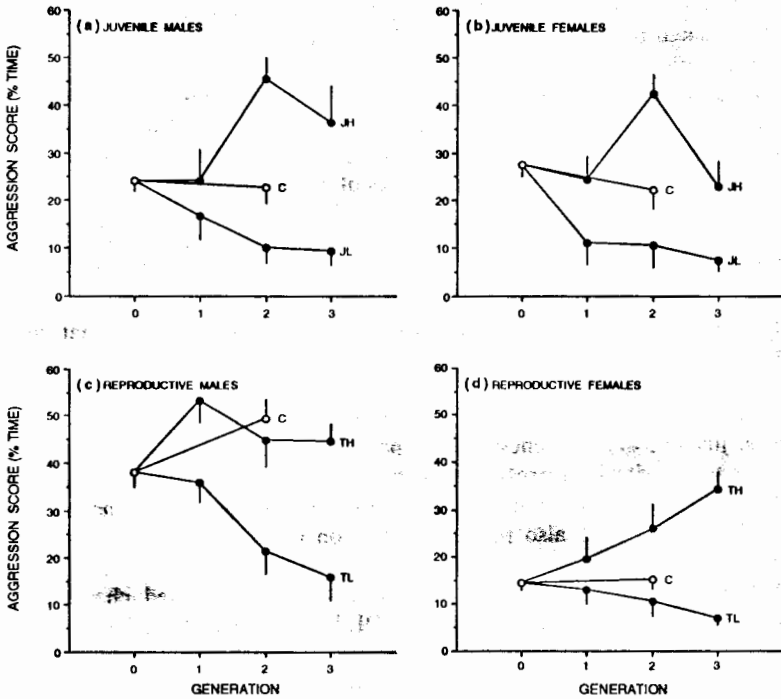 (a) JUVENILE MALES
AGGRESSION SCORE (% TIME)
60
50
40
30
20
10
0
JH
C
JL
0 1 2 3
(b) JUVENILE FEMALES
60
50
40
30
20
10
0
C
JH
JL
0 1 2 3
(c) REPRODUCTIVE MALES
AGGRESSION SCORE (% TIME)
60
50
40
30
20
10
0
C
TH
TL
0 1 2 3
GENERATION
(d) REPRODUCTIVE FEMALES
60
50
40
30
20
10
0
TH
C
TL
0 1 2 3
GENERATION